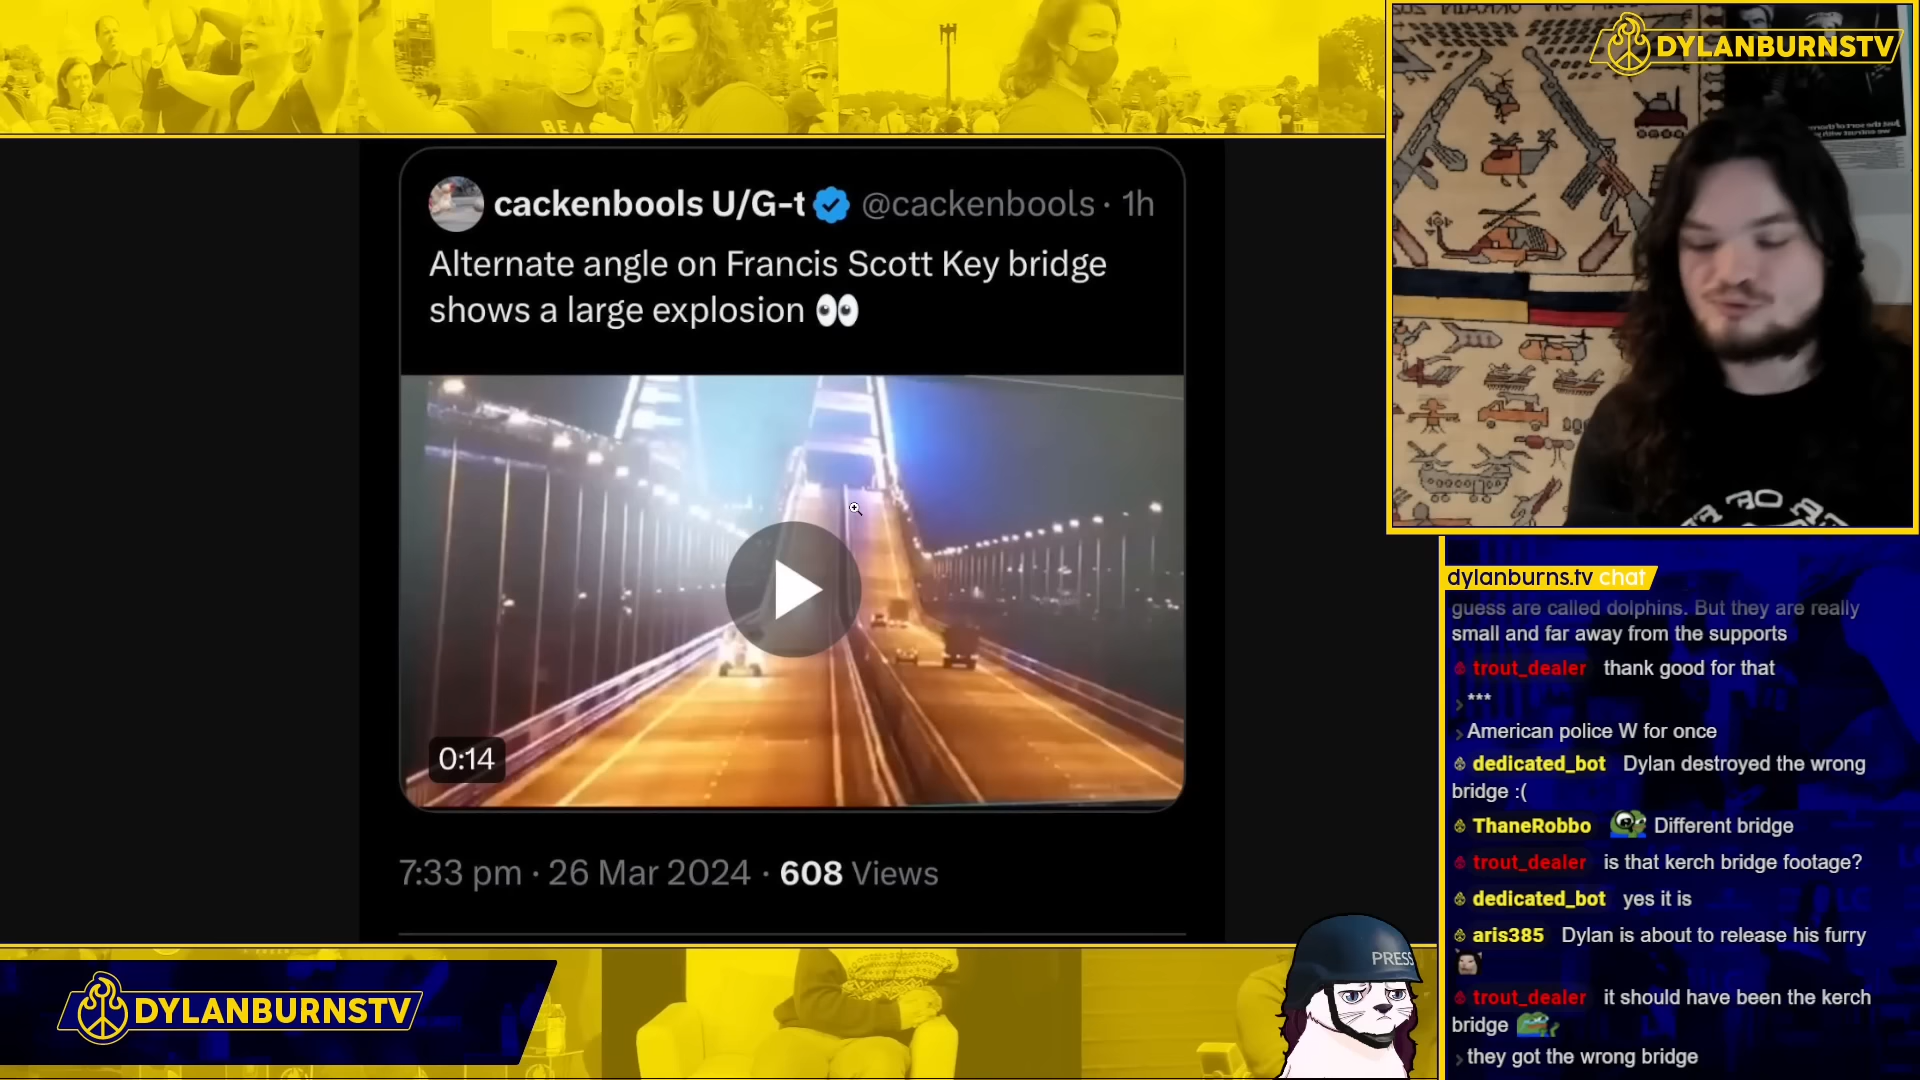 BEA
DYLANBURNSTV
cackenbools U/G-t @cackenbools · 1h
Alternate angle on Francis Scott Key bridge
shows a large explosion 👀
0:14
7:33 pm · 26 Mar 2024 · 608 Views
dylanburns.tv chat
guess are called dolphins. But they are really
small and far away from the supports
trout_dealer thank good for that
***
American police W for once
dedicated_bot Dylan destroyed the wrong
bridge :(
ThaneRobbo Different bridge
trout_dealer is that kerch bridge footage?
dedicated_bot yes it is
aris385 Dylan is about to release his furry
trout_dealer it should have been the kerch
bridge
they got the wrong bridge
PRESS
DYLANBURNSTV